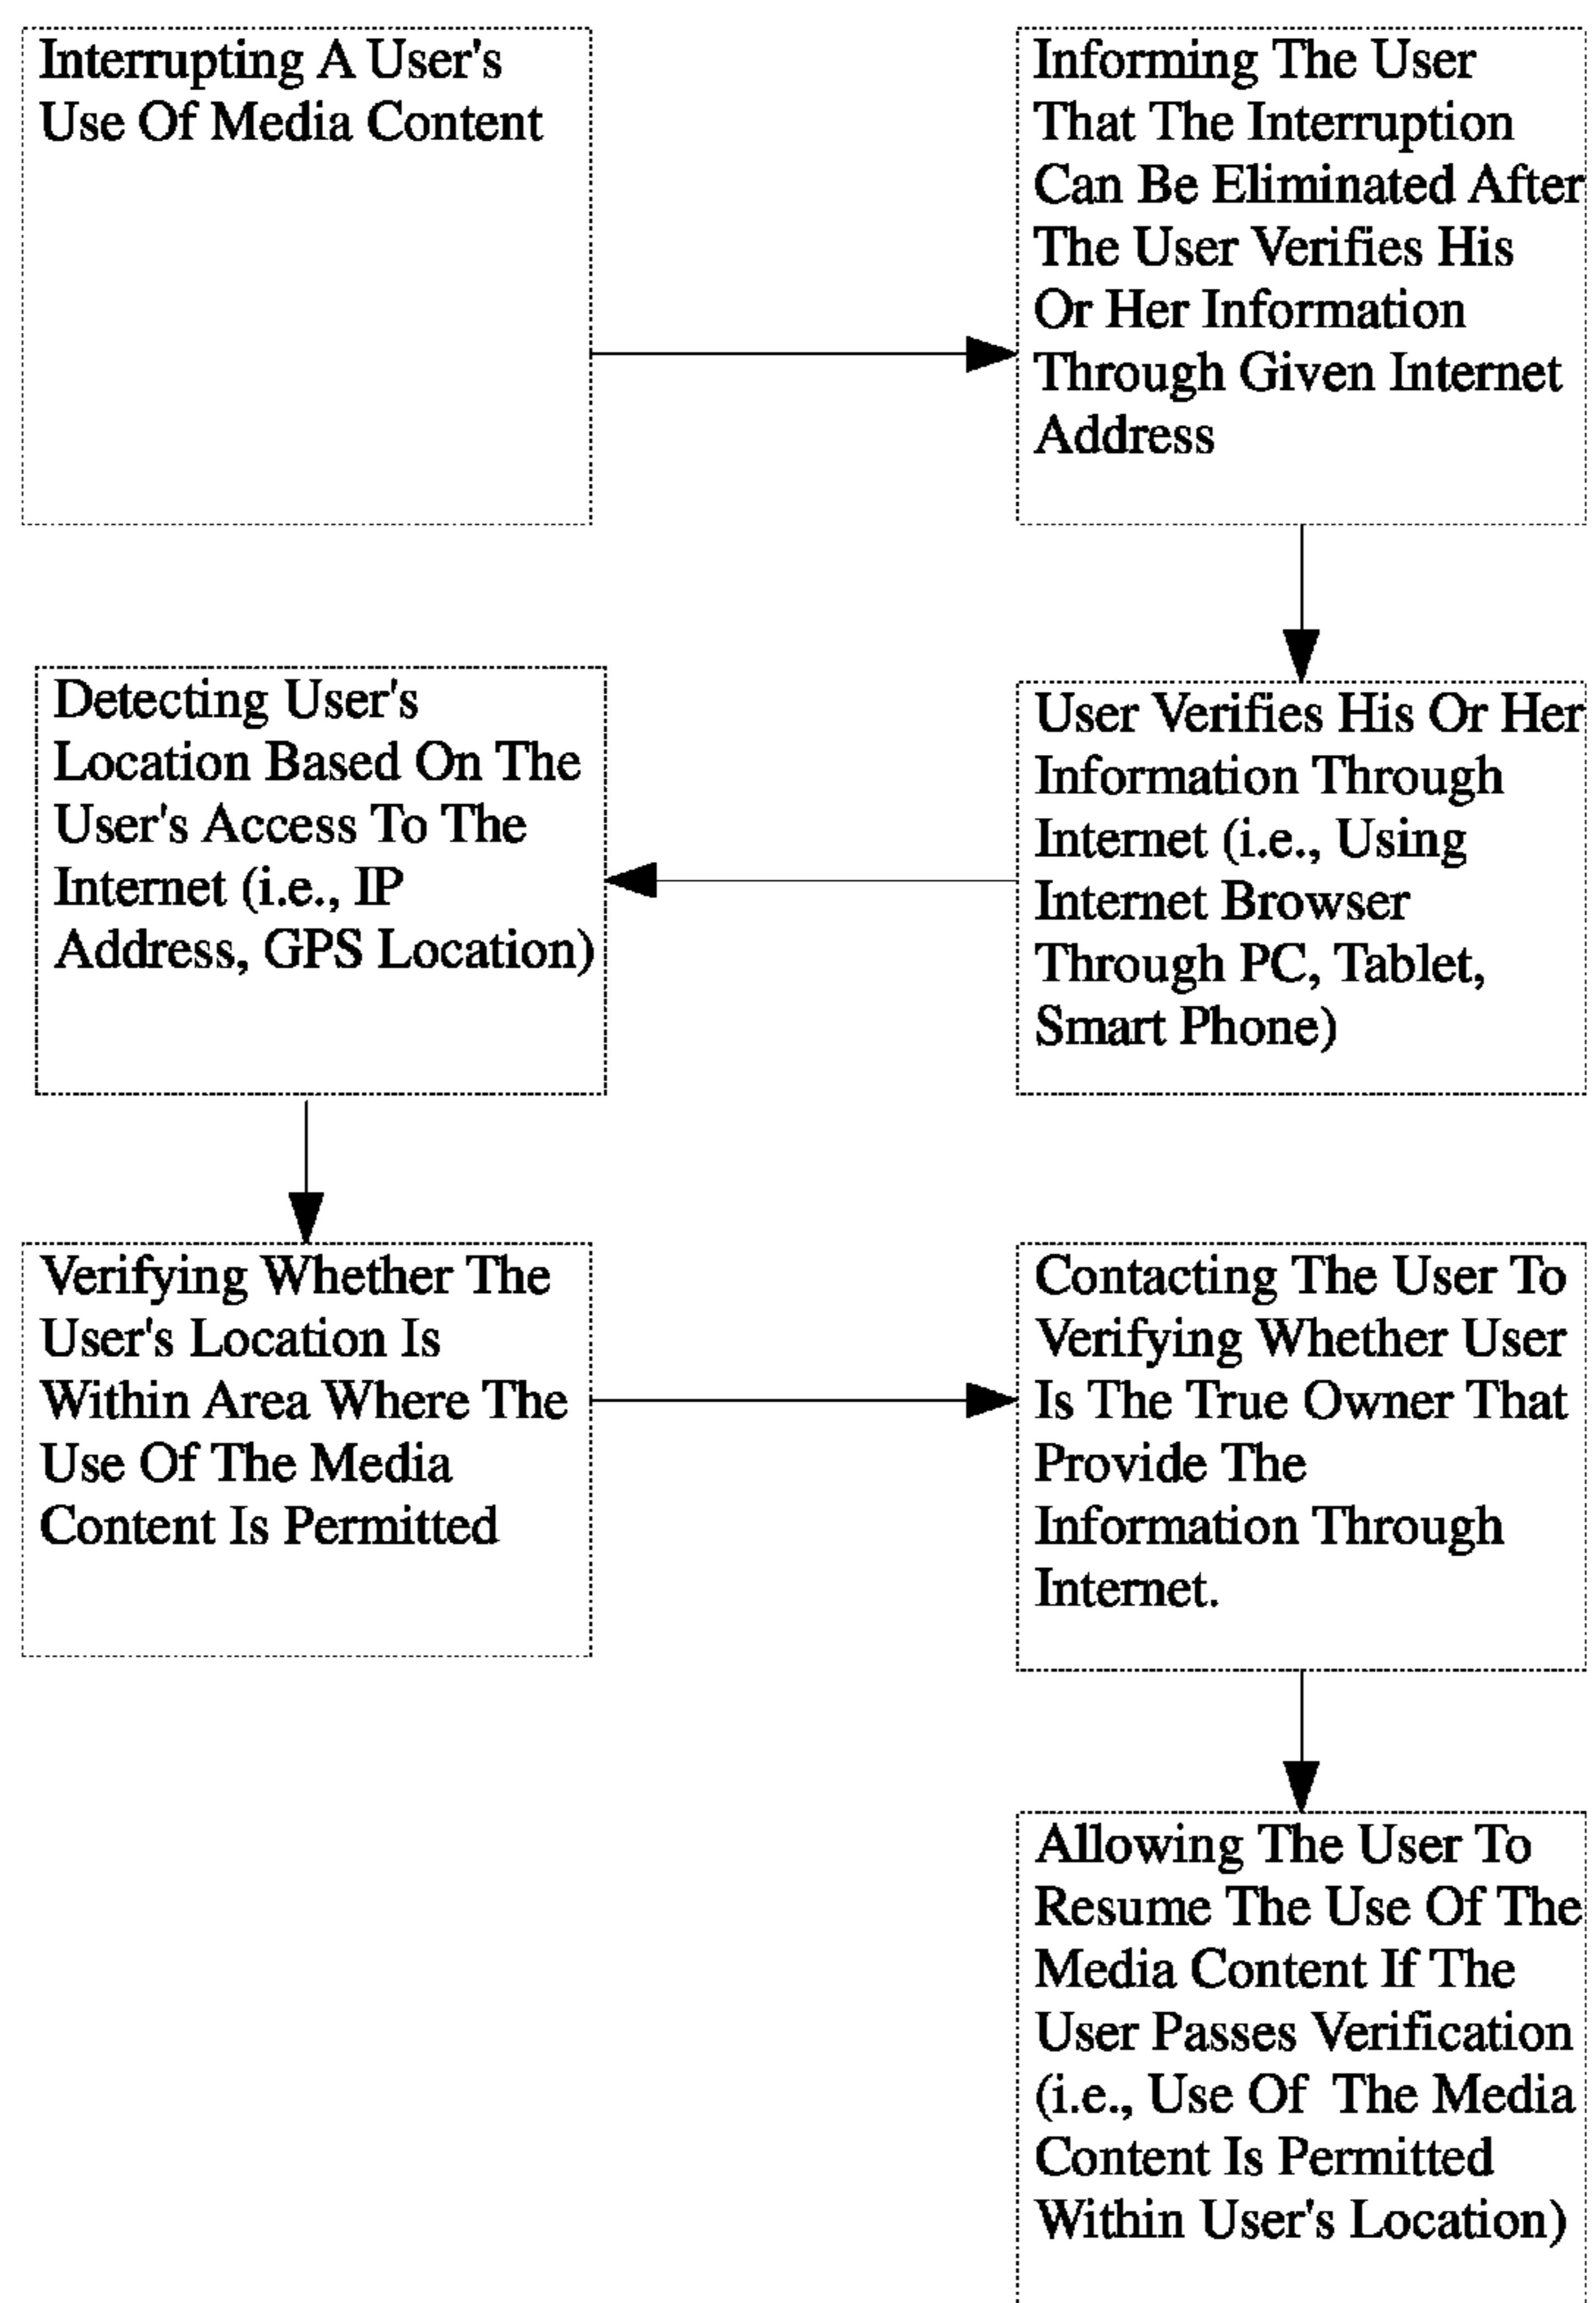 Interrupting A User's
Use Of Media Content
Informing The User
That The Interruption
Can Be Eliminated After
The User Verifies His
Or Her Information
Through Given Internet
Address
User Verifies His Or Her
Information Through
Internet (i.e., Using
Internet Browser
Through PC, Tablet,
Smart Phone)
Detecting User's
Location Based On The
User's Access To The
Internet (i.e., IP
Address, GPS Location)
Verifying Whether The
User's Location Is
Within Area Where The
Use Of The Media
Content Is Permitted
Contacting The User To
Verifying Whether User
Is The True Owner That
Provide The
Information Through
Internet.
Allowing The User To
Resume The Use Of The
Media Content If The
User Passes Verification
(i.e., Use Of The Media
Content Is Permitted
Within User's Location)